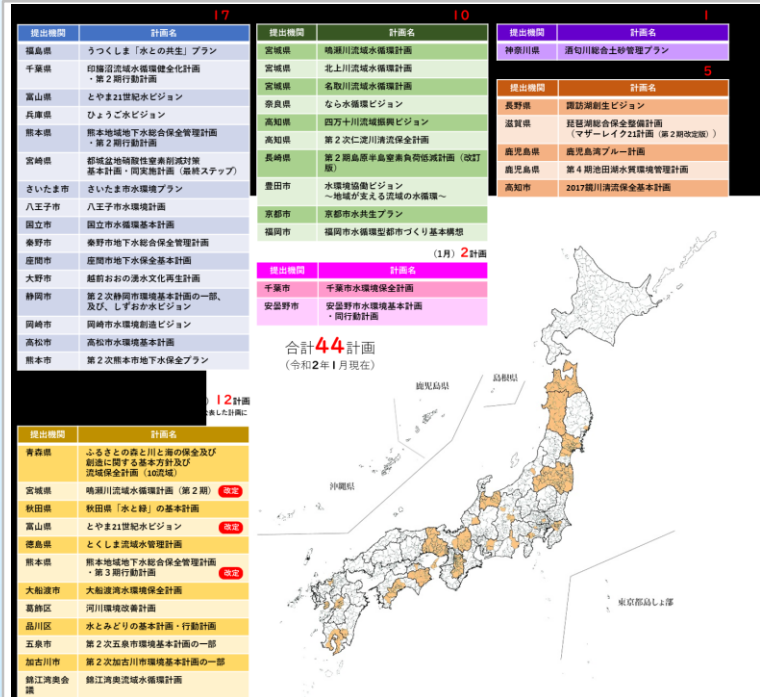 17
提出機関 計画名
福島県 うつくしま「水との共生」プラン
千葉県 印旛沼流域水循環健全化計画
・第2期行動計画
富山県 とやま21世紀水ビジョン
兵庫県 ひょうご水ビジョン
熊本県 熊本地域地下水総合保全管理計画
・第2期行動計画
宮崎県 都城盆地硝酸性窒素削減対策
基本計画・同実施計画（最終ステップ）
さいたま市 さいたま市水環境プラン
八王子市 八王子市水環境計画
国立市 国立市水循環基本計画
秦野市 秦野市地下水総合保全管理計画
座間市 座間市地下水保全基本計画
大野市 越前おおの湧水文化再生計画
静岡市 第2次静岡市環境基本計画の一部、
及び、しずおか水ビジョン
岡崎市 岡崎市水環境創造ビジョン
高松市 高松市水環境基本計画
熊本市 第2次熊本市地下水保全プラン
10
提出機関 計画名
宮城県 鳴瀬川流域水循環計画
宮城県 北上川流域水循環計画
宮城県 名取川流域水循環計画
奈良県 なら水循環ビジョン
高知県 四万十川流域振興ビジョン
高知県 第2次仁淀川清流保全計画
長崎県 第2期島原半島窒素負荷低減計画（改訂
版）
豊田市 水環境協働ビジョン
～地域が支える流域の水循環～
京都市 京都市水共生プラン
福岡市 福岡市水循環型都市づくり基本構想
(1月) 2計画
提出機関 計画名
千葉市 千葉市水環境保全計画
安曇野市 安曇野市水環境基本計画
・同行動計画
1
提出機関 計画名
神奈川県 酒匂川総合土砂管理プラン
5
提出機関 計画名
長野県 諏訪湖創生ビジョン
滋賀県 琵琶湖総合保全整備計画
（マザーレイク21計画（第2期改定版））
鹿児島県 鹿児島湾ブルー計画
鹿児島県 第4期池田湖水質環境管理計画
高知市 2017鏡川清流保全基本計画
合計44計画
（令和2年1月現在）
) 12計画
表した計画に
提出機関 計画名
青森県 ふるさとの森と川と海の保全及び
創造に関する基本方針及び
流域保全計画（10流域）
宮城県 鳴瀬川流域水循環計画（第2期） 改定
秋田県 秋田県「水と緑」の基本計画
富山県 とやま21世紀水ビジョン 改定
徳島県 とくしま流域水管理計画
熊本県 熊本地域地下水総合保全管理計画
・第3期行動計画 改定
大船渡市 大船渡湾水環境保全計画
葛飾区 河川環境改善計画
品川区 水とみどりの基本計画・行動計画
五泉市 第2次五泉市環境基本計画の一部
加古川市 第2次加古川市環境基本計画の一部
錦江湾奥会
議 錦江湾奥流域水循環計画
鹿児島県
島根県
沖縄県
東京都島しょ部